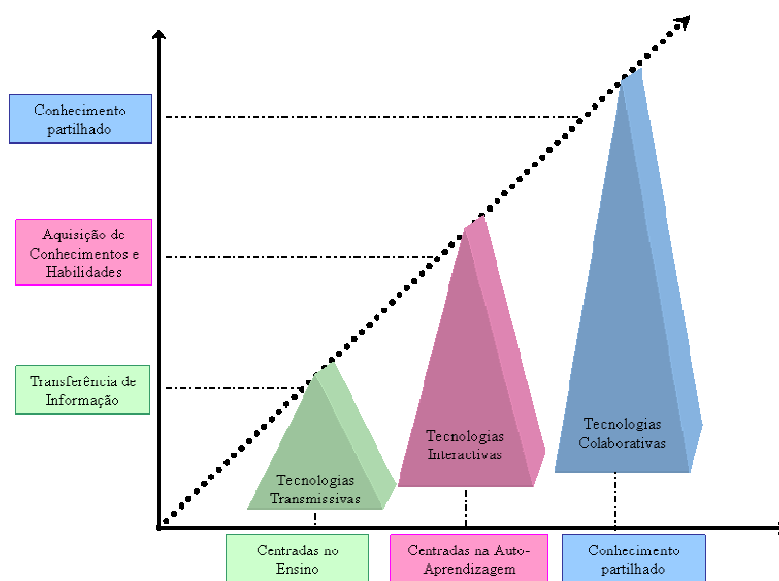 Conhecimento
partilhado
Aquisição de
Conhecimentos e
Habilidades
Transferência de
Informação
Tecnologias
Transmissivas
Tecnologias
Interactivas
Tecnologias
Colaborativas
Centradas no
Ensino
Centradas na Auto-
Aprendizagem
Conhecimento
partilhado